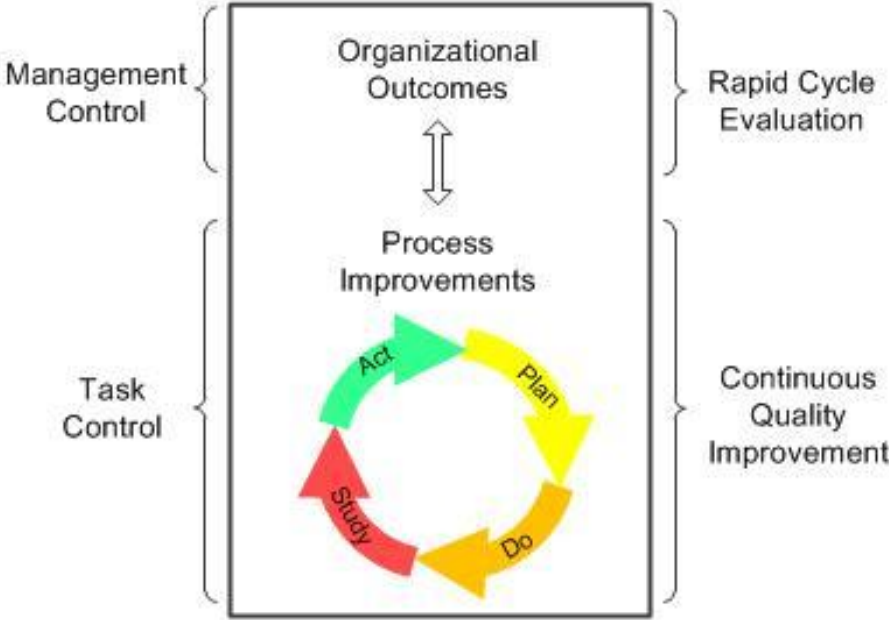 Management
Control
Organizational
Outcomes
Rapid Cycle
Evaluation
Process
Improvements
Task
Control
Act
Plan
Study
Do
Continuous
Quality
Improvement